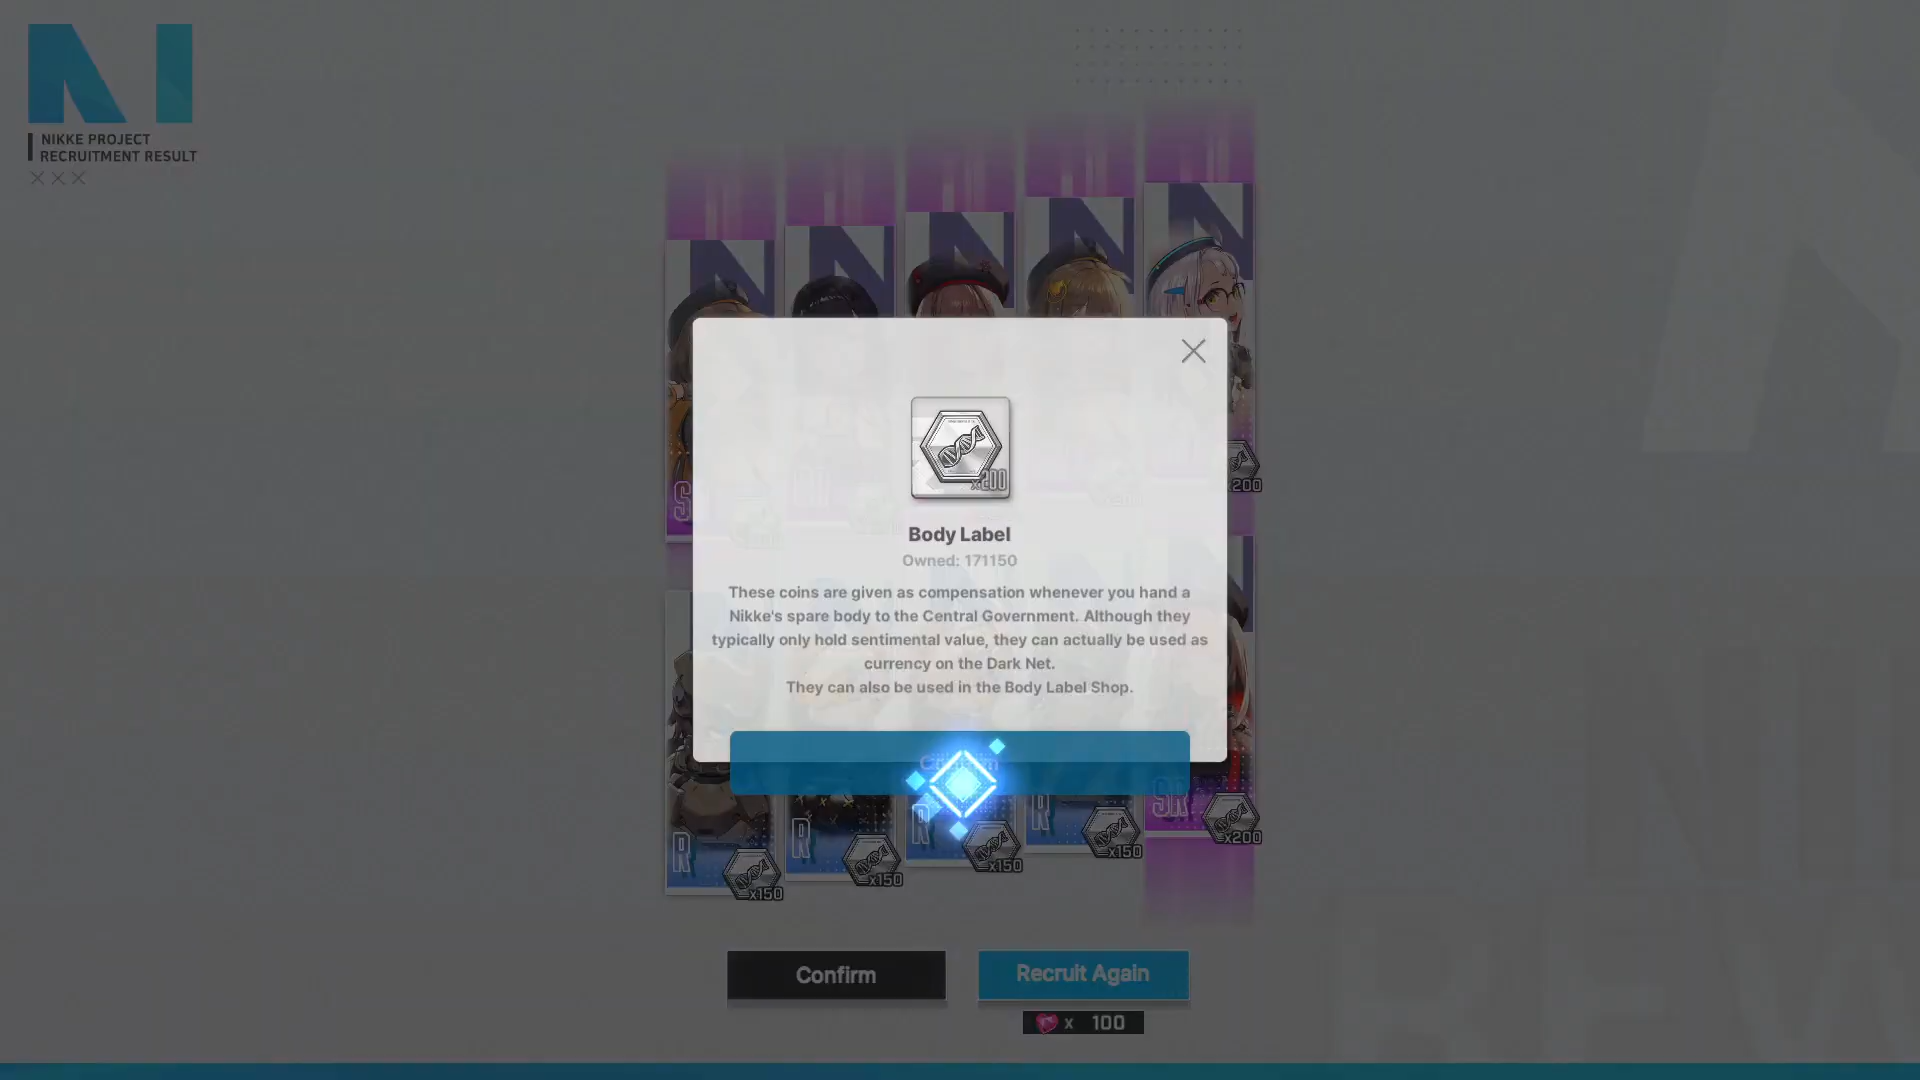 NI
NIKKE PROJECT
RECRUITMENT RESULT
x200
Body Label
Owned: 171150
These coins are given as compensation whenever you hand a
Nikke's spare body to the Central Government. Although they
typically only hold sentimental value, they can actually be used as
currency on the Dark Net.
They can also be used in the Body Label Shop.
x200
R
x150
R
x150
R
x150
R
x150
SR
x200
Confirm
Recruit Again
x 100